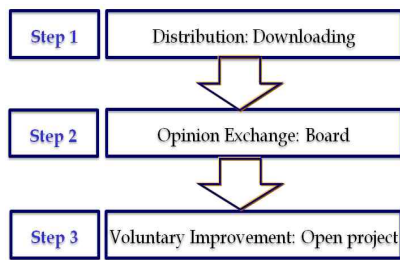 Step 1 Distribution: Downloading
Step 2 Opinion Exchange: Board
Step 3 Voluntary Improvement: Open project